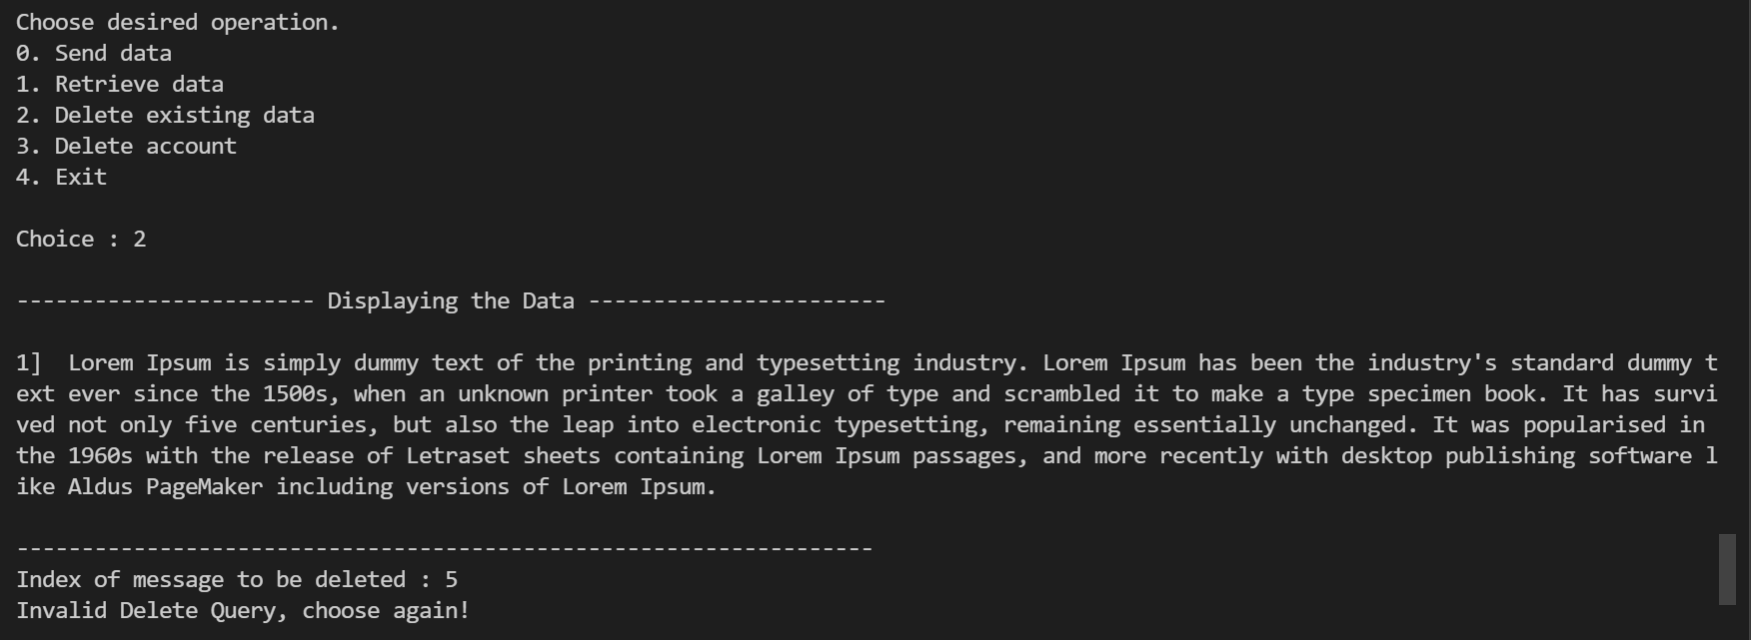 Choose desired operation.
0. Send data
1. Retrieve data
2. Delete existing data
3. Delete account
4. Exit
Choice : 2
----------------------- Displaying the Data -----------------------
1]  Lorem Ipsum is simply dummy text of the printing and typesetting industry. Lorem Ipsum has been the industry's standard dummy t
ext ever since the 1500s, when an unknown printer took a galley of type and scrambled it to make a type specimen book. It has survi
ved not only five centuries, but also the leap into electronic typesetting, remaining essentially unchanged. It was popularised in
the 1960s with the release of Letraset sheets containing Lorem Ipsum passages, and more recently with desktop publishing software l
ike Aldus PageMaker including versions of Lorem Ipsum.
------------------------------------------------------------------
Index of message to be deleted : 5
Invalid Delete Query, choose again!